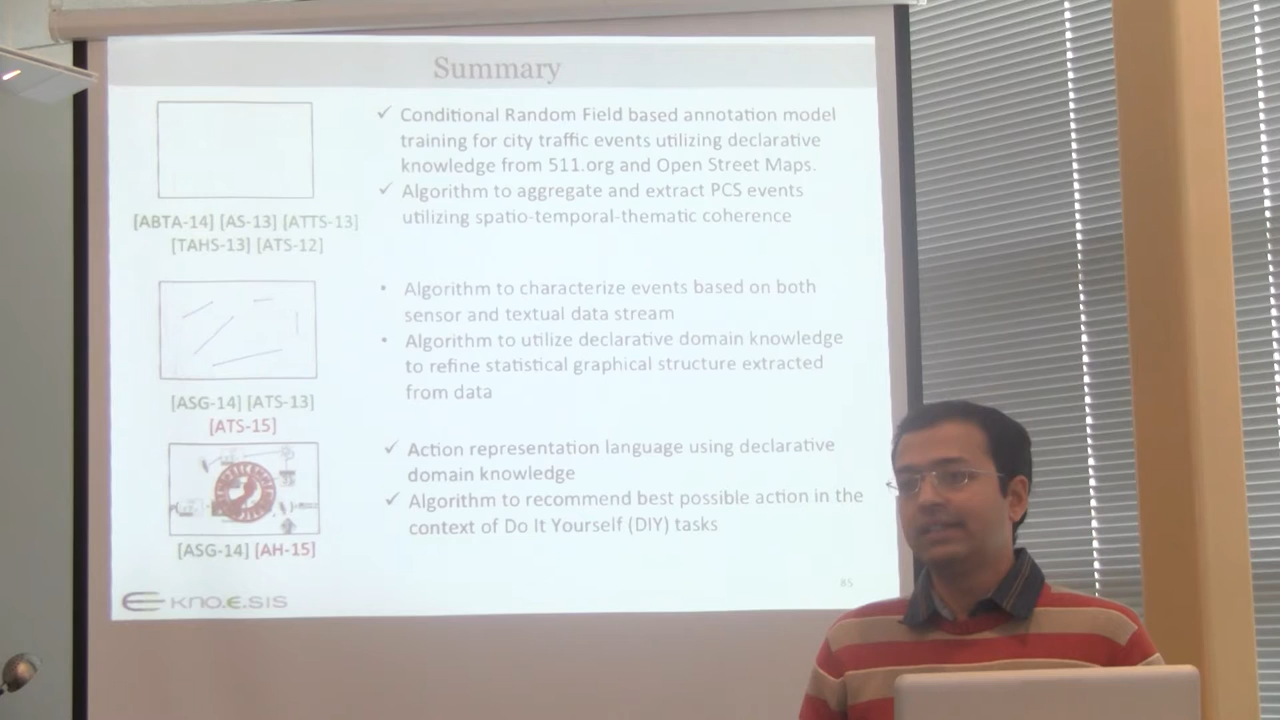 Summary
✓ Conditional Random Field based annotation model
training for city traffic events utilizing declarative
knowledge from 511.org and Open Street Maps.
✓ Algorithm to aggregate and extract PCS events
utilizing spatio-temporal-thematic coherence
[ABTA-14] [AS-13] [ATTS-13]
[TAHS-13] [ATS-12]
• Algorithm to characterize events based on both
sensor and textual data stream
• Algorithm to utilize declarative domain knowledge
to refine statistical graphical structure extracted
from data
[ASG-14] [ATS-13]
[ATS-15]
✓ Action representation language using declarative
domain knowledge
✓ Algorithm to recommend best possible action in the
context of Do It Yourself (DIY) tasks
[ASG-14] [AH-15]
85
KNO.E.SIS